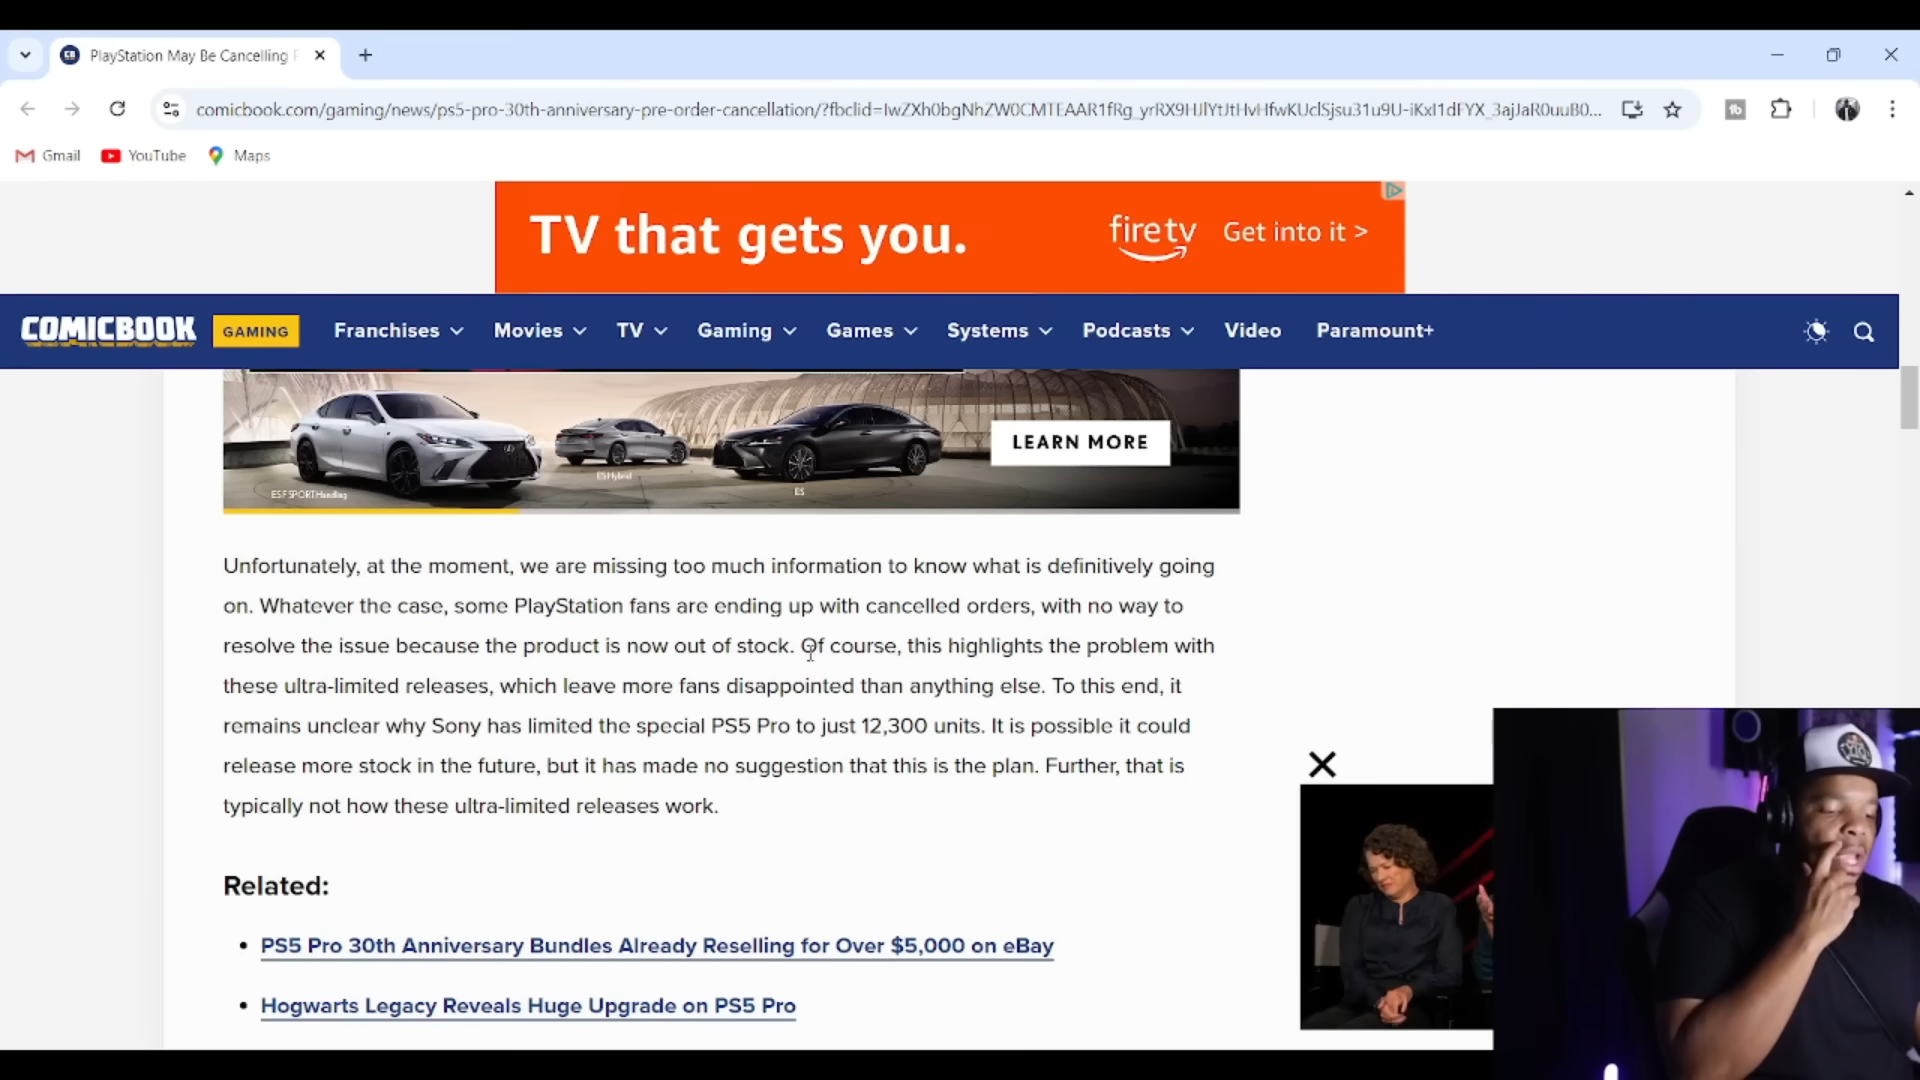 PlayStation May Be Cancelling
comicbook.com/gaming/news/ps5-pro-30th-anniversary-pre-order-cancellation/?fbclid=
Gmail YouTube Maps
TV that gets you. fire tv Get into it >
COMICBOOK GAMING Franchises Movies TV Gaming Games Systems Podcasts Video Paramount+
LEARN MORE
ES F SPORT Handling ES Hybrid ES
Unfortunately, at the moment, we are missing too much information to know what is definitively going
on. Whatever the case, some PlayStation fans are ending up with cancelled orders, with no way to
resolve the issue because the product is now out of stock. Of course, this highlights the problem with
these ultra-limited releases, which leave more fans disappointed than anything else. To this end, it
remains unclear why Sony has limited the special PS5 Pro to just 12,300 units. It is possible it could
release more stock in the future, but it has made no suggestion that this is the plan. Further, that is
typically not how these ultra-limited releases work.
Related:
• PS5 Pro 30th Anniversary Bundles Already Reselling for Over $5,000 on eBay
• Hogwarts Legacy Reveals Huge Upgrade on PS5 Pro